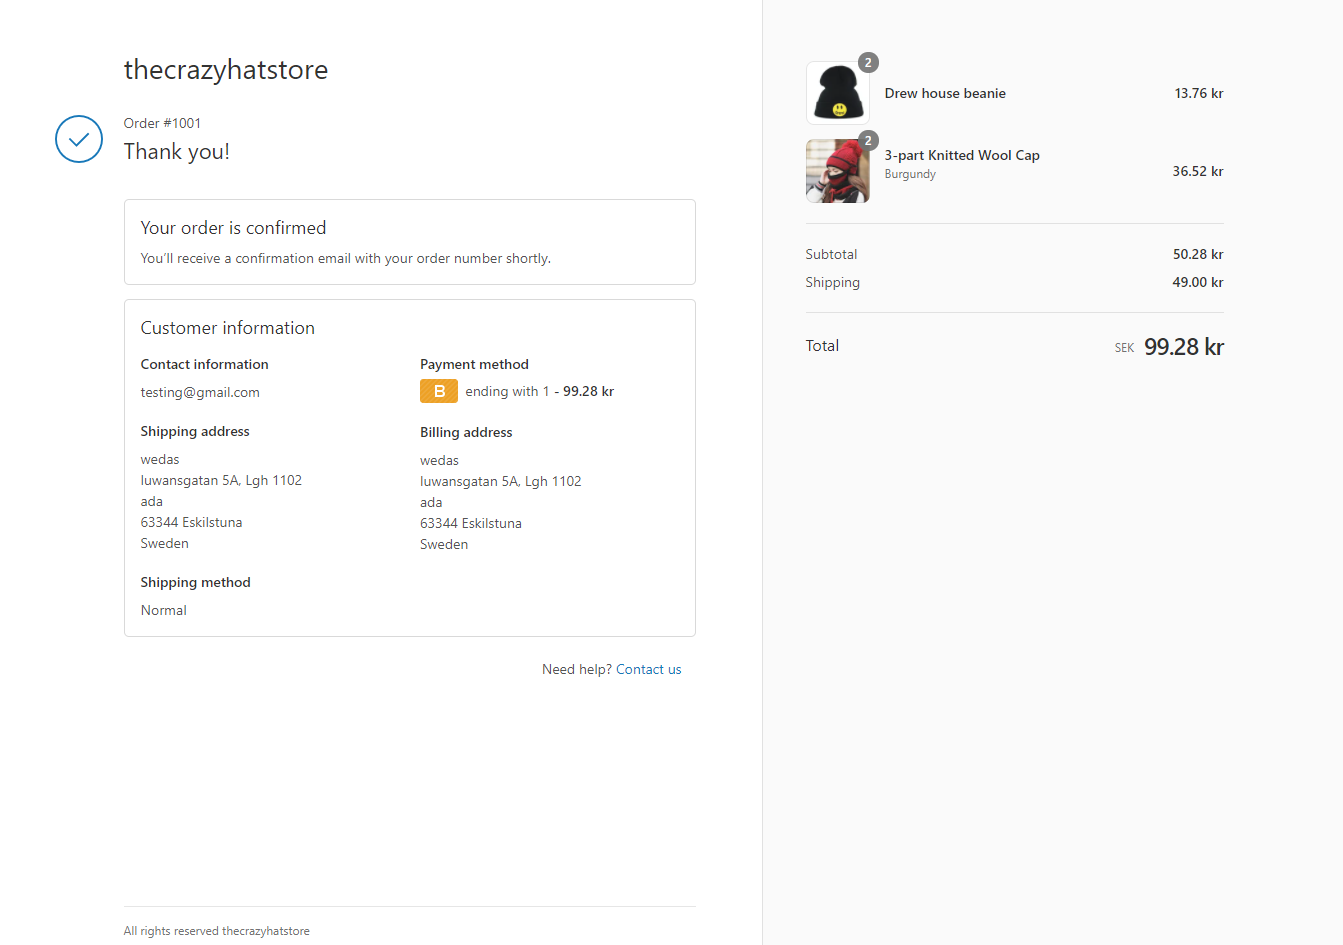 thecrazyhatstore
Order #1001
Thank you!
Your order is confirmed
You’ll receive a confirmation email with your order number shortly.
Customer information
Contact information
testing@gmail.com
Payment method
B ending with 1 - 99.28 kr
Shipping address
wedas
luwansgatan 5A, Lgh 1102
ada
63344 Eskilstuna
Sweden
Billing address
wedas
luwansgatan 5A, Lgh 1102
ada
63344 Eskilstuna
Sweden
Shipping method
Normal
Need help? Contact us
All rights reserved thecrazyhatstore
2
Drew house beanie 13.76 kr
2
3-part Knitted Wool Cap
Burgundy
36.52 kr
Subtotal 50.28 kr
Shipping 49.00 kr
Total SEK 99.28 kr